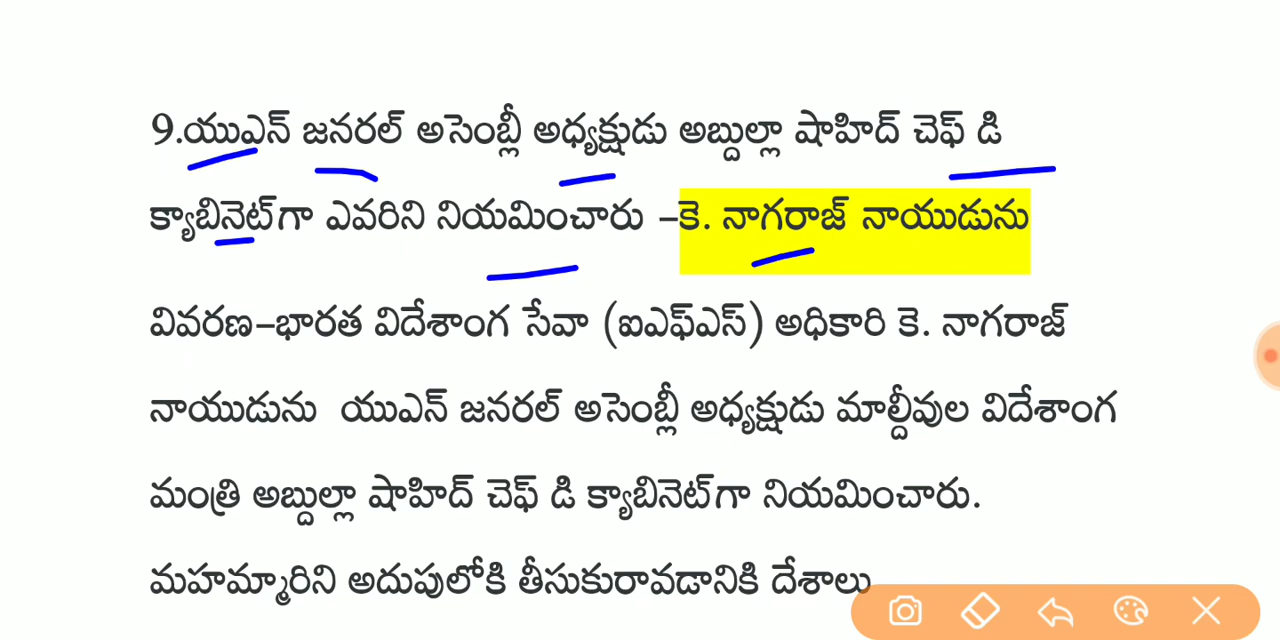 9.యుఎన్ జనరల్ అసెంబ్లీ అధ్యక్షుడు అబ్దుల్లా షాహిద్ చెఫ్ డి
క్యాబినెట్‌గా ఎవరిని నియమించారు –కె. నాగరాజ్ నాయుడును
వివరణ–భారత విదేశాంగ సేవా (ఐఎఫ్ఎస్) అధికారి కె. నాగరాజ్
నాయుడును యుఎన్ జనరల్ అసెంబ్లీ అధ్యక్షుడు మాల్దీవుల విదేశాంగ
మంత్రి అబ్దుల్లా షాహిద్ చెఫ్ డి క్యాబినెట్‌గా నియమించారు.
మహమ్మారిని అదుపులోకి తీసుకురావడానికి దేశాలు